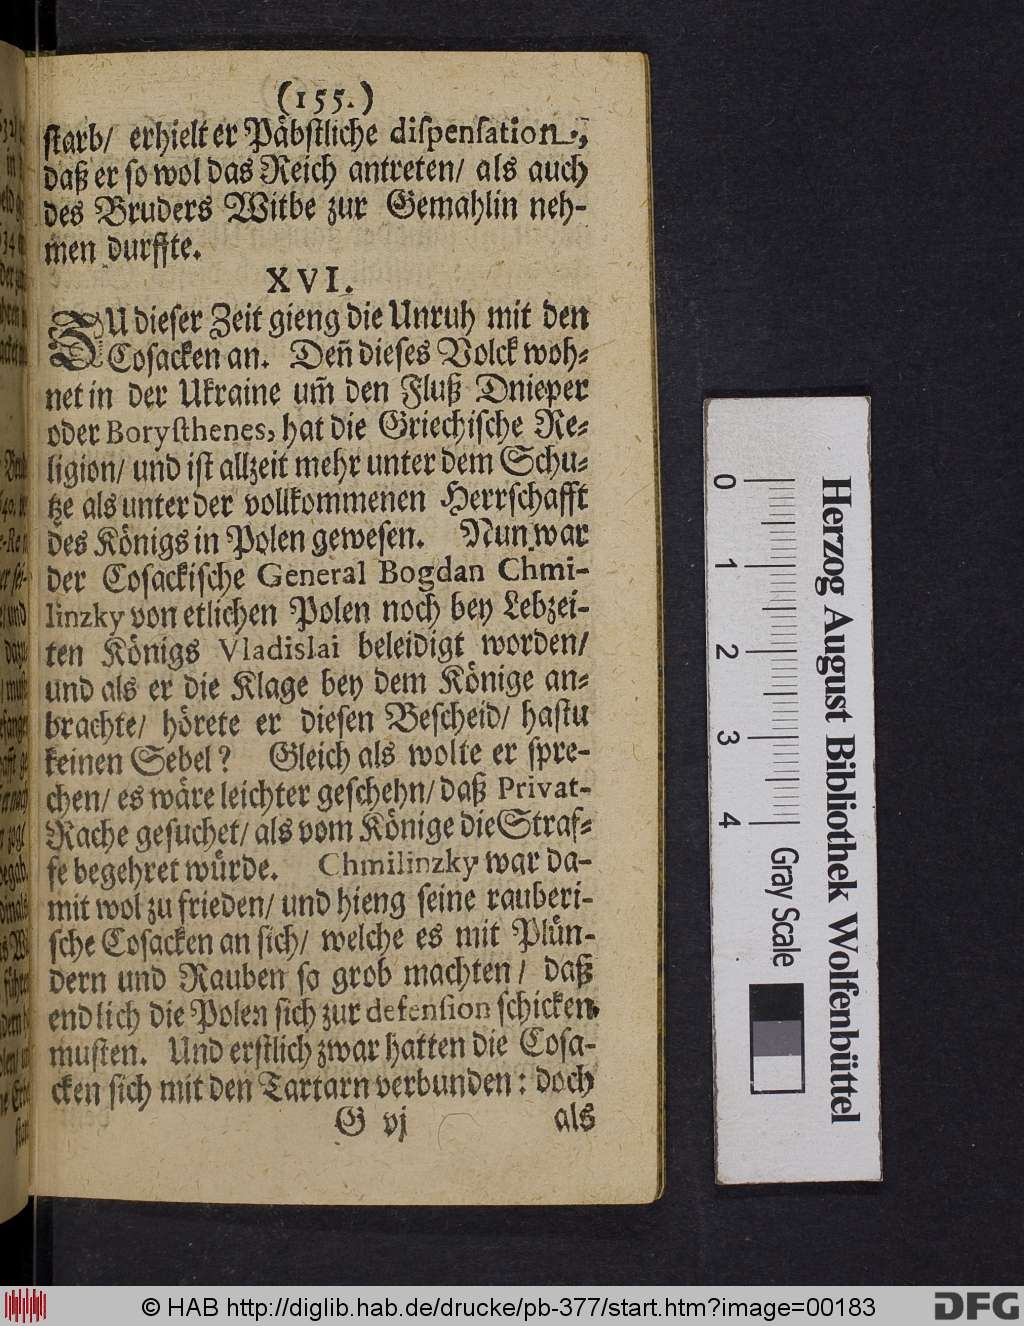 (155.)
starb/ erhielt er Päbstliche dispensation,
daß er so wol das Reich antreten/ als auch
des Bruders Witbe zur Gemahlin neh-
men durffte.
XVI.
ZU dieser Zeit gieng die Unruh mit den
Cosacken an. Deñ dieses Volck woh-
net in der Ukraine um̃ den Fluß Dnieper
oder Borysthenes, hat die Griechische Re-
ligion/ und ist allzeit mehr unter dem Schu-
tze als unter der vollkommenen Herrschafft
des Königs in Polen gewesen. Nun war
der Cosackische General Bogdan Chmi-
linzky von etlichen Polen noch bey Lebzei-
ten Königs Vladislai beleidigt worden/
und als er die Klage bey dem Könige an-
brachte/ hörete er diesen Bescheid/ hastu
keinen Sebel? Gleich als wolte er spre-
chen/ es wäre leichter geschehn/ daß Privat-
Rache gesuchet/ als vom Könige die Straf-
fe begehret würde. Chmilinzky war da-
mit wol zu frieden/ und hieng seine rauberi-
sche Cosacken an sich/ welche es mit Plün-
dern und Rauben so grob machten/ daß
endlich die Polen sich zur defension schicken
musten. Und erstlich zwar hatten die Cosa-
cken sich mit den Tartarn verbunden: doch
G vj als
0 1 2 3 4 Gray Scale
Herzog August Bibliothek Wolfenbüttel
© HAB http://diglib.hab.de/drucke/pb-377/start.htm?image=00183
DFG